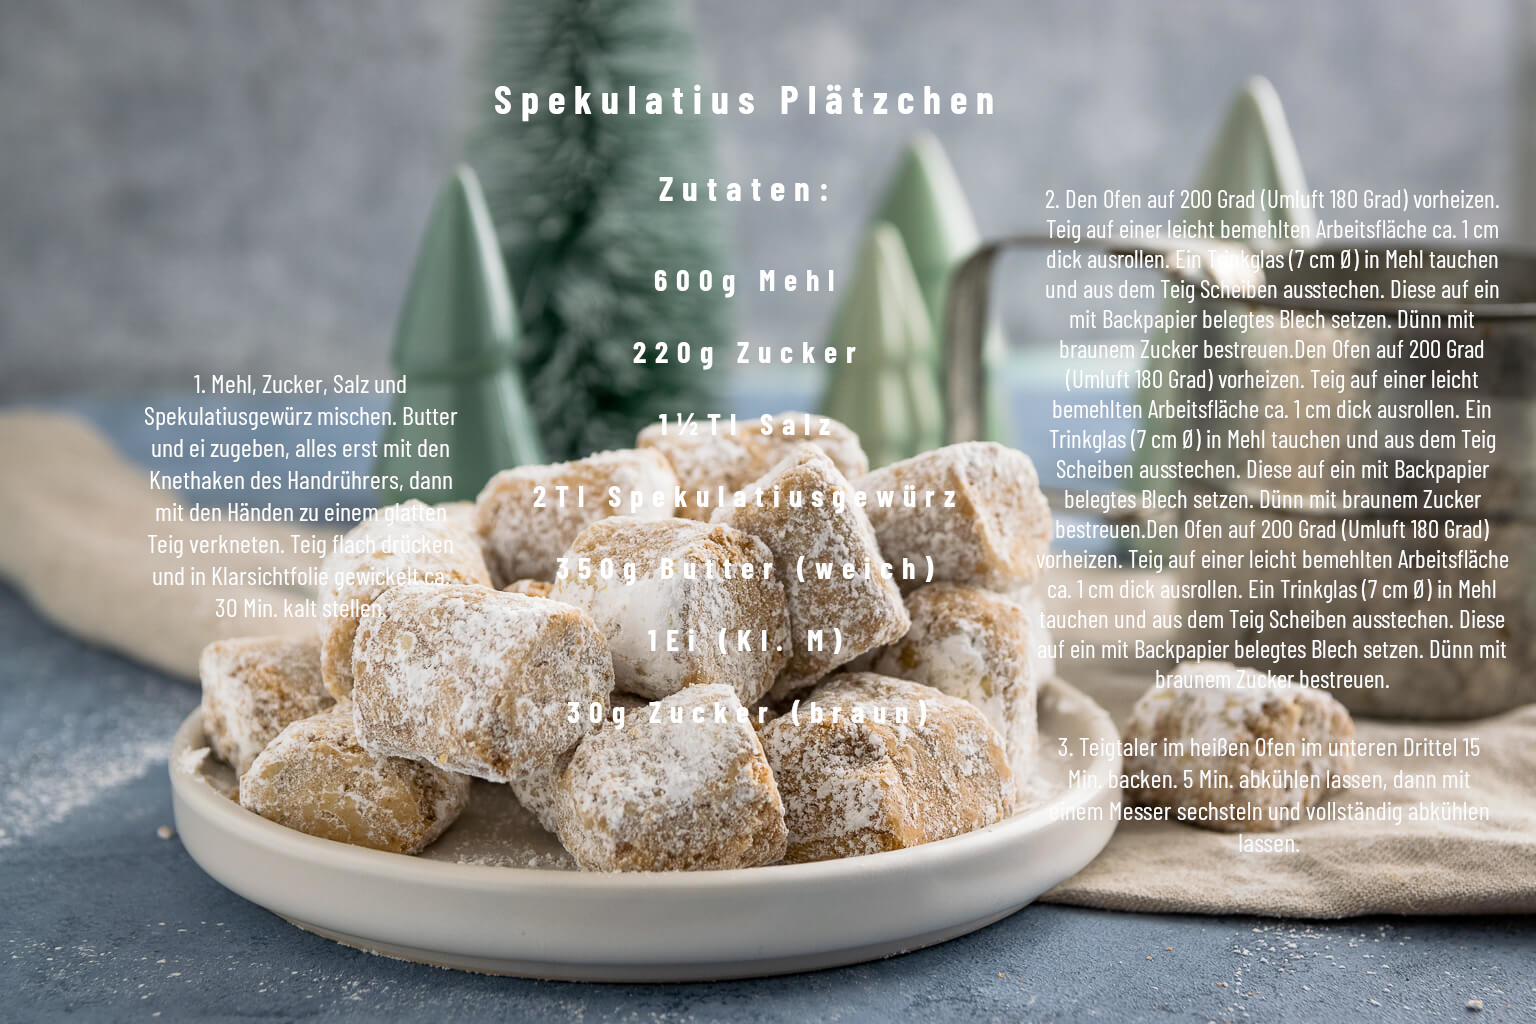 Spekulatius Plätzchen
Zutaten:
600g Mehl
220g Zucker
1½Tl Salz
2Tl Spekulatiusgewürz
350g Butter (weich)
1Ei (Kl. M)
30g Zucker (braun)
1. Mehl, Zucker, Salz und
Spekulatiusgewürz mischen. Butter
und ei zugeben, alles erst mit den
Knethaken des Handrührers, dann
mit den Händen zu einem glatten
Teig verkneten. Teig flach drücken
und in Klarsichtfolie gewickelt ca.
30 Min. kalt stellen.
2. Den Ofen auf 200 Grad (Umluft 180 Grad) vorheizen.
Teig auf einer leicht bemehlten Arbeitsfläche ca. 1 cm
dick ausrollen. Ein Trinkglas (7 cm Ø) in Mehl tauchen
und aus dem Teig Scheiben ausstechen. Diese auf ein
mit Backpapier belegtes Blech setzen. Dünn mit
braunem Zucker bestreuen.Den Ofen auf 200 Grad
(Umluft 180 Grad) vorheizen. Teig auf einer leicht
bemehlten Arbeitsfläche ca. 1 cm dick ausrollen. Ein
Trinkglas (7 cm Ø) in Mehl tauchen und aus dem Teig
Scheiben ausstechen. Diese auf ein mit Backpapier
belegtes Blech setzen. Dünn mit braunem Zucker
bestreuen.Den Ofen auf 200 Grad (Umluft 180 Grad)
vorheizen. Teig auf einer leicht bemehlten Arbeitsfläche
ca. 1 cm dick ausrollen. Ein Trinkglas (7 cm Ø) in Mehl
tauchen und aus dem Teig Scheiben ausstechen. Diese
auf ein mit Backpapier belegtes Blech setzen. Dünn mit
braunem Zucker bestreuen.
3. Teigtaler im heißen Ofen im unteren Drittel 15
Min. backen. 5 Min. abkühlen lassen, dann mit
einem Messer sechsteln und vollständig abkühlen
lassen.